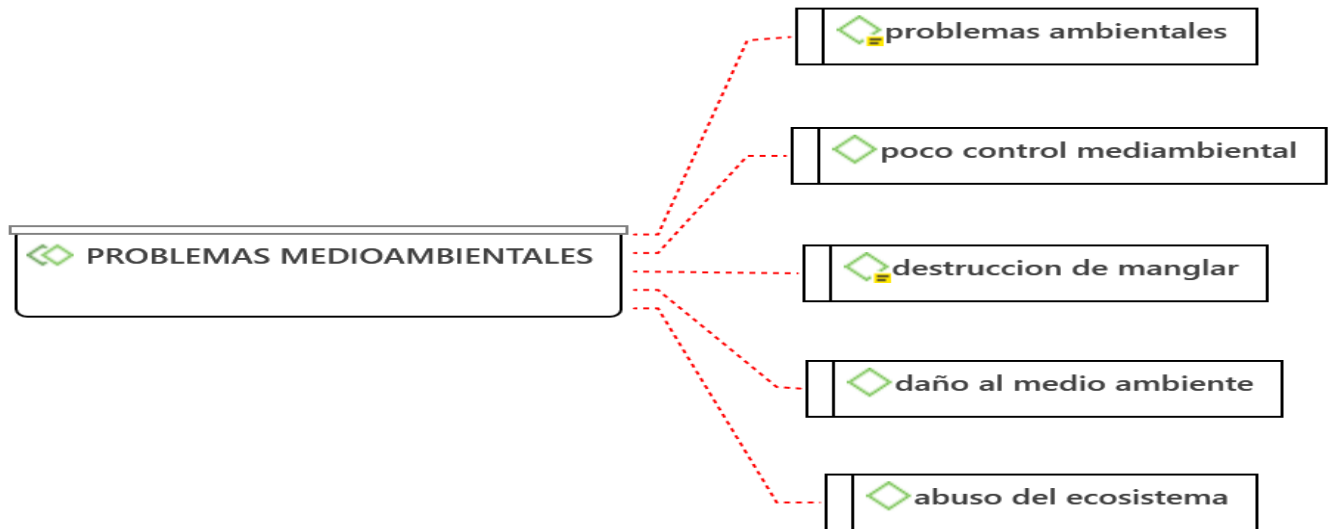 problemas ambientales
poco control mediambiental
PROBLEMAS MEDIOAMBIENTALES
destruccion de manglar
daño al medio ambiente
abuso del ecosistema